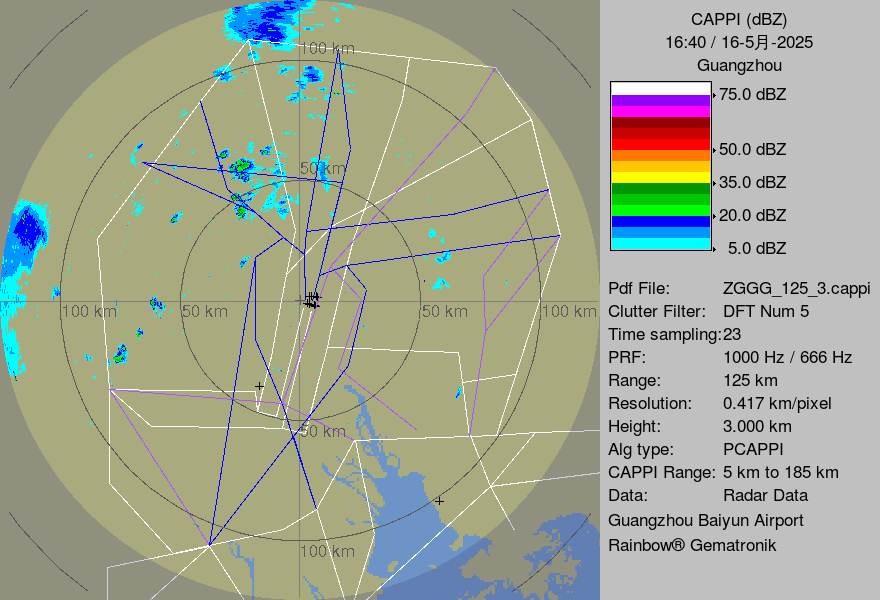 CAPPI (dBZ)
16:40 / 16-5月-2025
Guangzhou
75.0 dBZ
50.0 dBZ
35.0 dBZ
20.0 dBZ
5.0 dBZ
Pdf File: ZGGG_125_3.cappi
Clutter Filter: DFT Num 5
Time sampling:23
PRF: 1000 Hz / 666 Hz
Range: 125 km
Resolution: 0.417 km/pixel
Height: 3.000 km
Alg type: PCAPPI
CAPPI Range: 5 km to 185 km
Data: Radar Data
Guangzhou Baiyun Airport
Rainbow® Gematronik
100 km
50 km
100 km 50 km 50 km 100 km
50 km
100 km